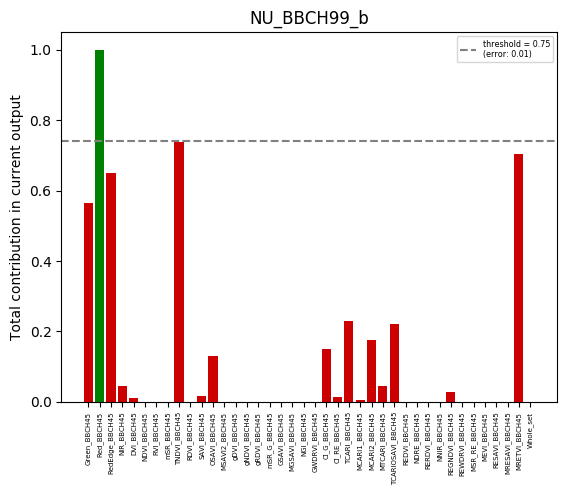 NU_BBCH99_b
threshold = 0.75
(error: 0.01)
Total contribution in current output
1.0
0.8
0.6
0.4
0.2
0.0
Green_BBCH45
Red_BBCH45
RedEdge_BBCH45
NIR_BBCH45
DVI_BBCH45
NDVI_BBCH45
RVI_BBCH45
mSR_BBCH45
TNDVI_BBCH45
RDVI_BBCH45
SAVI_BBCH45
OSAVI_BBCH45
MSAVI2_BBCH45
gDVI_BBCH45
gNDVI_BBCH45
gRDVI_BBCH45
mSR_G_BBCH45
GSAVI_BBCH45
MGSAVI_BBCH45
NGI_BBCH45
GWDRVI_BBCH45
CI_G_BBCH45
CI_RE_BBCH45
TCARI_BBCH45
MCARI1_BBCH45
MCARI2_BBCH45
MTCARI_BBCH45
TCARIOSAVI_BBCH45
REDVI_BBCH45
NDRE_BBCH45
RERDVI_BBCH45
NNIR_BBCH45
REGNDVI_BBCH45
REWDRVI_BBCH45
MSR_RE_BBCH45
MEVI_BBCH45
RESAVI_BBCH45
MRESAVI_BBCH45
MRETVI_BBCH45
Whole_set